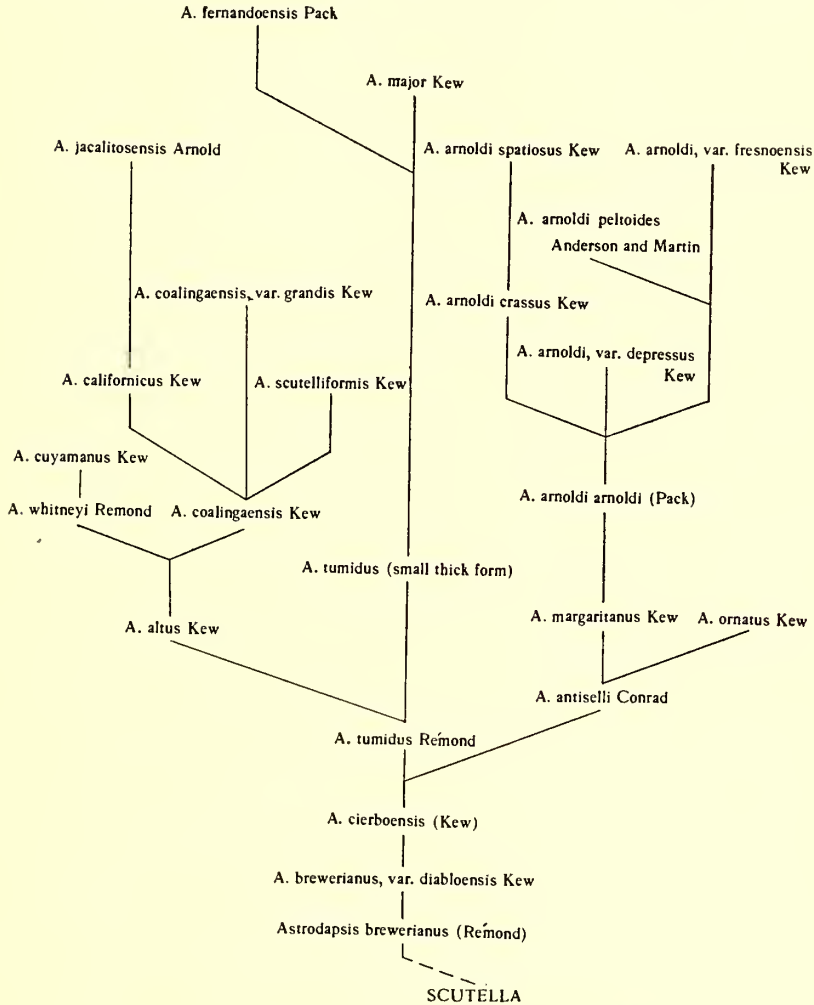 A. fernandoensis Pack
A. major Kew
A. jacalitosensis Arnold
A. arnoldi spatiosus Kew
A. arnoldi, var. fresnoensis
Kew
A. arnoldi peltoides
Anderson and Martin
A. coalingaensis, var. grandis Kew
A. arnoldi crassus Kew
A. arnoldi, var. depressus
Kew
A. californicus Kew
A. scutelliformis Kew
A. cuyamanus Kew
A. arnoldi arnoldi (Pack)
A. whitneyi Remond
A. coalingaensis Kew
A. tumidus (small thick form)
A. altus Kew
A. margaritanus Kew
A. ornatus Kew
A. antiselli Conrad
A. tumidus Rémond
A. cierboensis (Kew)
A. brewerianus, var. diabloensis Kew
Astrodapsis brewerianus (Rémond)
SCUTELLA